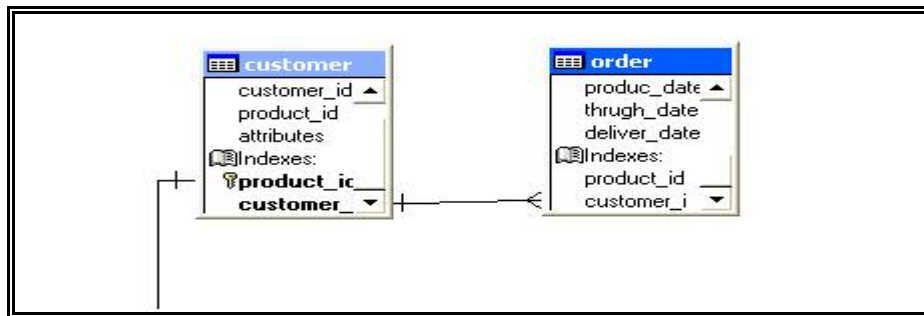 customer
customer_id
product_id
attributes
Indexes:
product_ic
customer_
order
produc_date
thrugh_date
deliver_date
Indexes:
product_id
customer_i